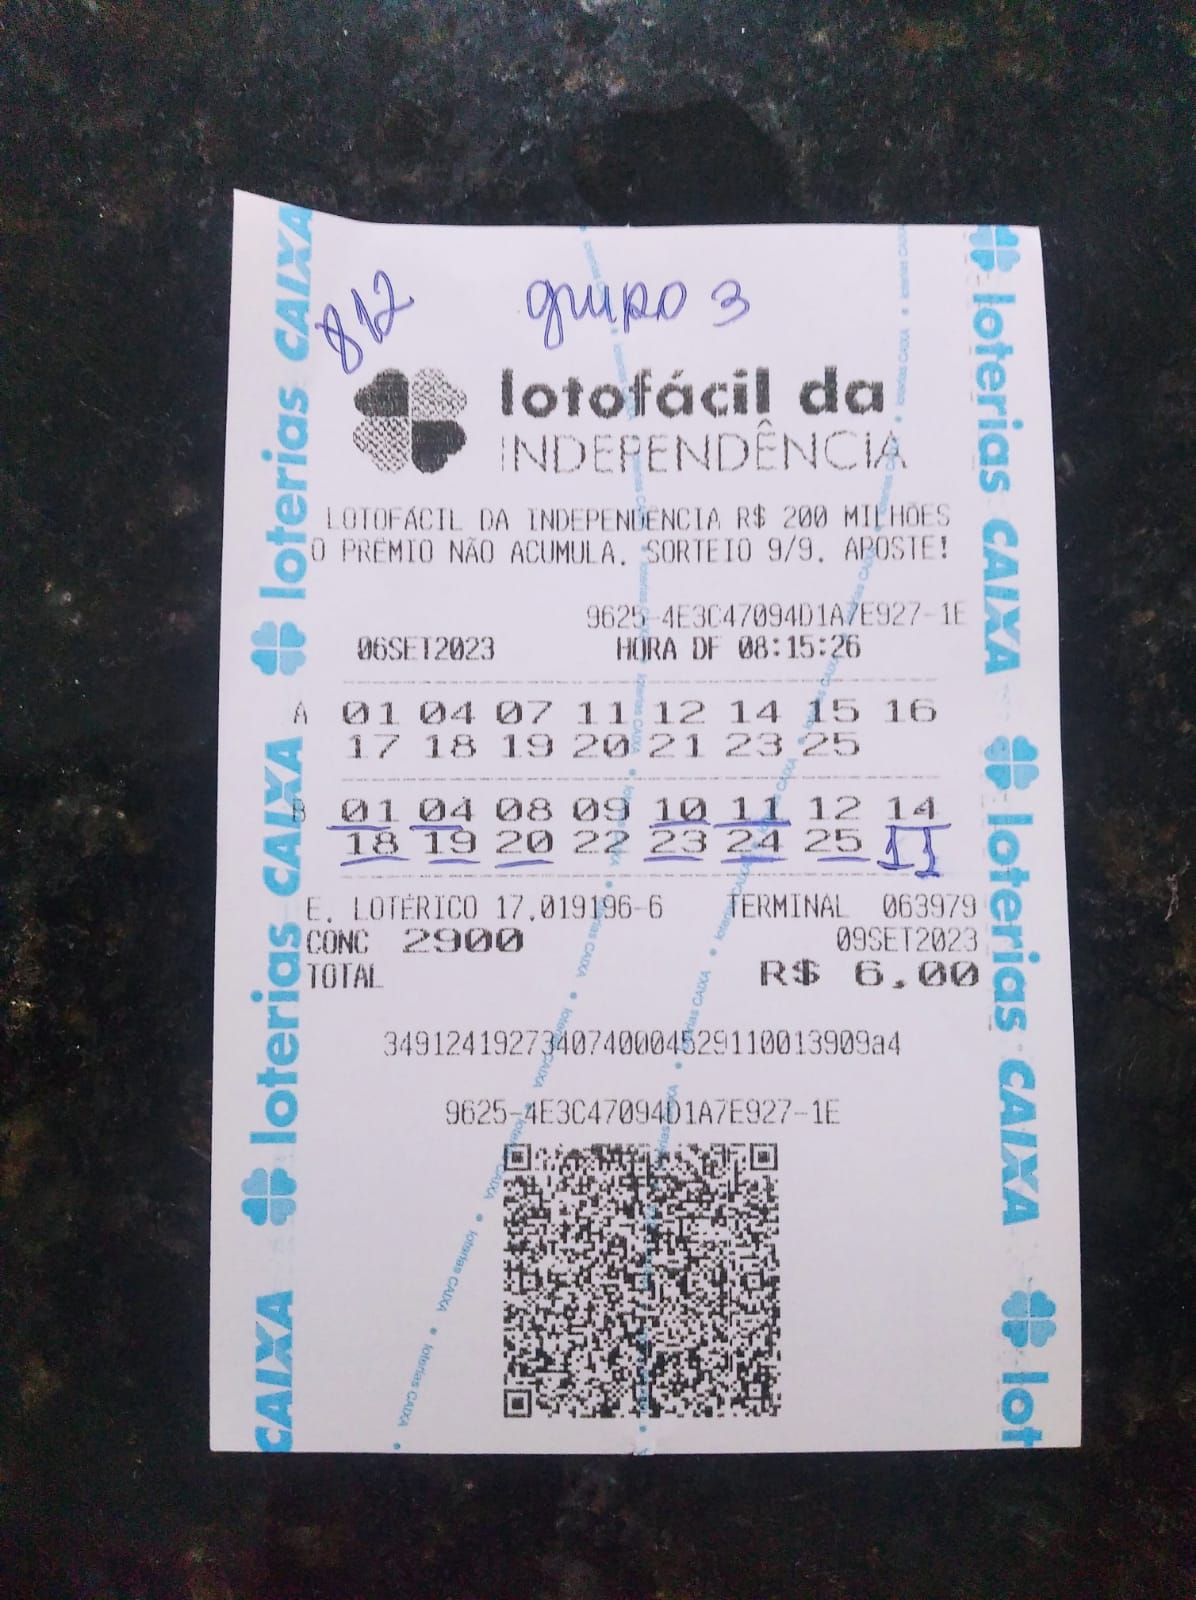 812 grupo 3
lotofácil da
INDEPENDÊNCIA
LOTOFÁCIL DA INDEPENDÊNCIA R$ 200 MILHÕES
O PRÊMIO NÃO ACUMULA. SORTEIO 9/9. APOSTE!
9625-4E3C47094D1A7E927-1E
06SET2023 HORA DF 08:15:26
A 01 04 07 11 12 14 15 16
17 18 19 20 21 23 25
B 01 04 08 09 10 11 12 14
18 19 20 22 23 24 25 11
E. LOTÉRICO 17.019196-6 TERMINAL 063979
CONC 2900 09SET2023
TOTAL R$ 6,00
3491241927340740004529110013909a4
9625-4E3C47094D1A7E927-1E
CAIXA loterias CAIXA loterias CAIXA
loterias CAIXA loterias CAIXA lot